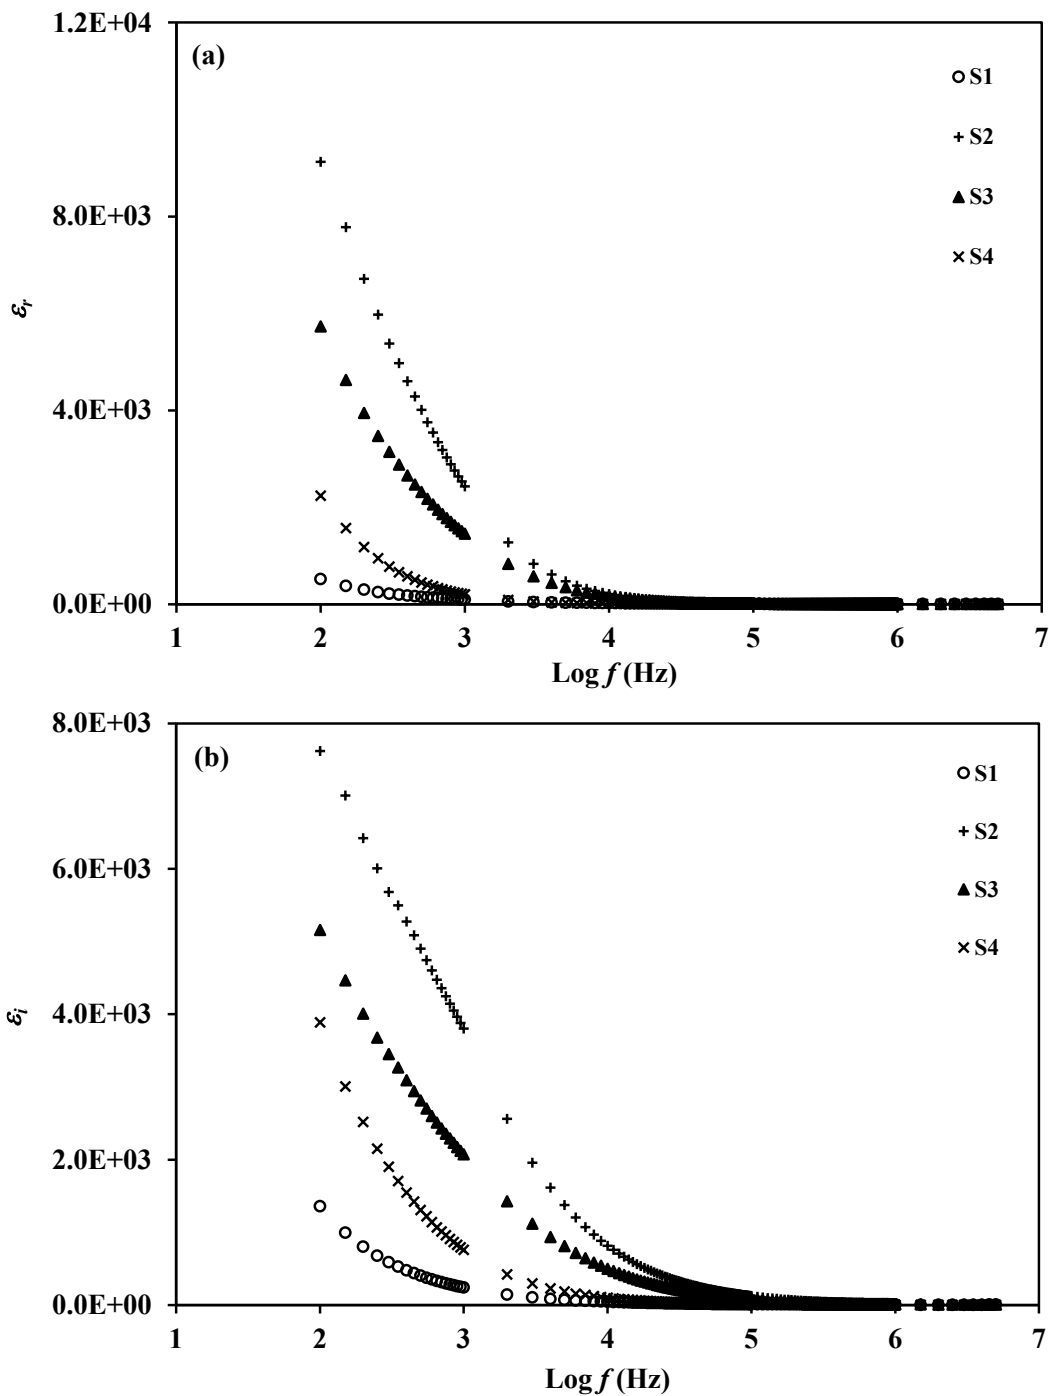 1.2E+04
(a)
S1
S2
8.0E+03
S3
S4
εr
4.0E+03
0.0E+00
1 2 3 4 5 6 7
Log f (Hz)
8.0E+03
(b)
S1
S2
6.0E+03
S3
S4
4.0E+03
εi
2.0E+03
0.0E+00
1 2 3 4 5 6 7
Log f (Hz)